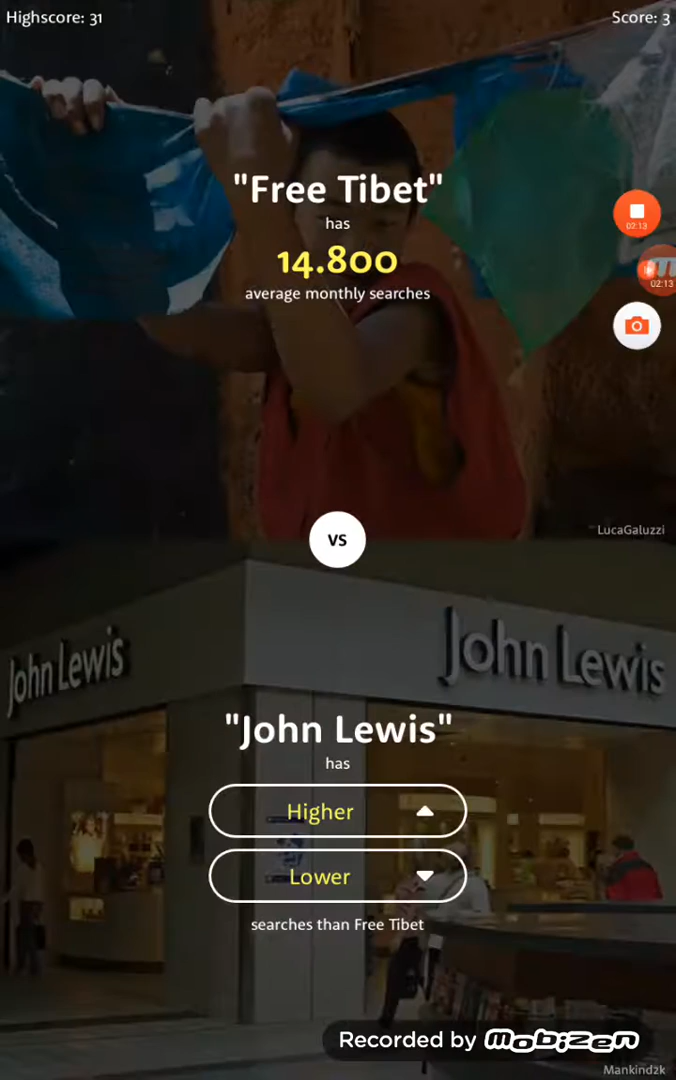 Highscore: 31
Score: 3
"Free Tibet"
has
14.800
average monthly searches
02:13
02:13
LucaGaluzzi
VS
John Lewis
John Lewis
"John Lewis"
has
Higher
Lower
searches than Free Tibet
Recorded by mobizen
Mankind2k